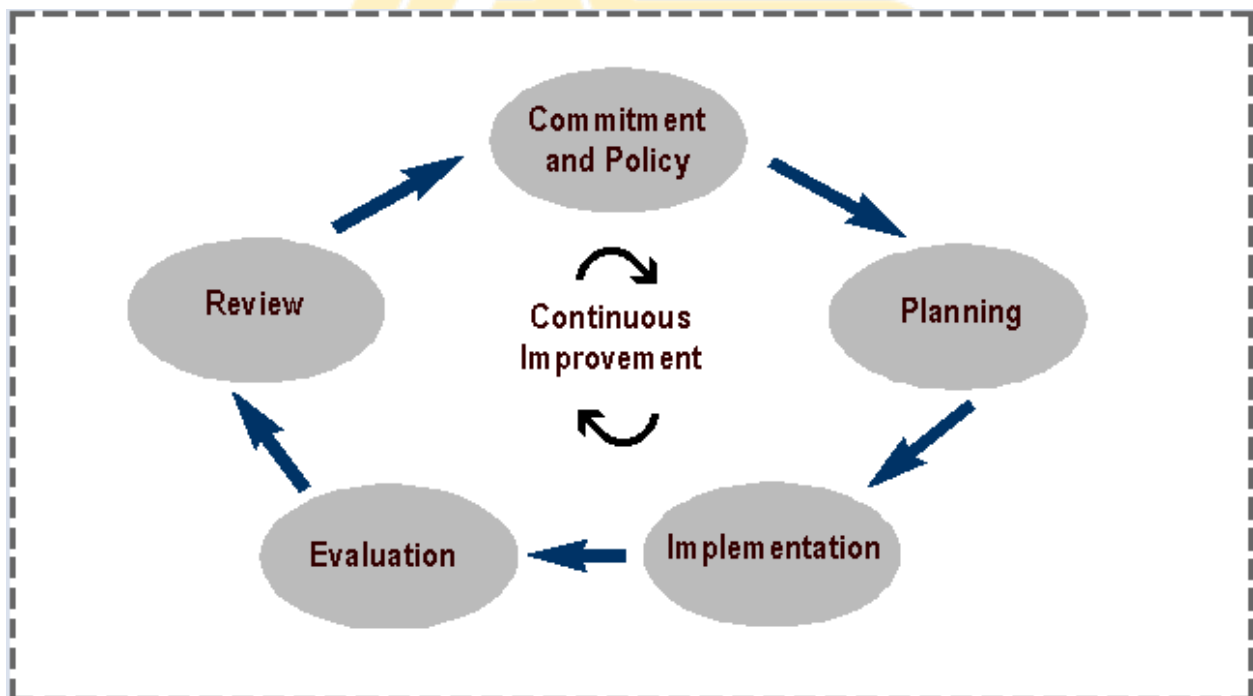 Commitment
and Policy
Review
Planning
Continuous
Improvement
Evaluation
Implementation